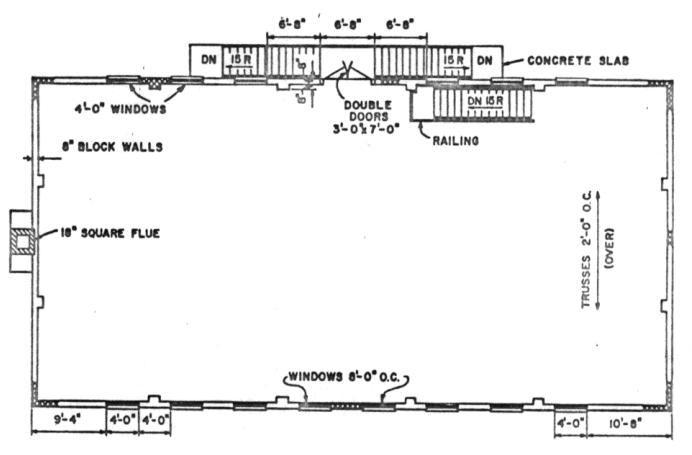 6'-8" 6'-8" 6'-8"
DN 15 R
15 R DN
CONCRETE SLAB
8"
8"
4'-0" WINDOWS
DOUBLE
DOORS
3'-0"x 7'-0"
DN 15 R
RAILING
8" BLOCK WALLS
18" SQUARE FLUE
TRUSSES 2'-0" O.C.
(OVER)
WINDOWS 8'-0" O.C.
9'-4" 4'-0" 4'-0" 4'-0" 10'-8"